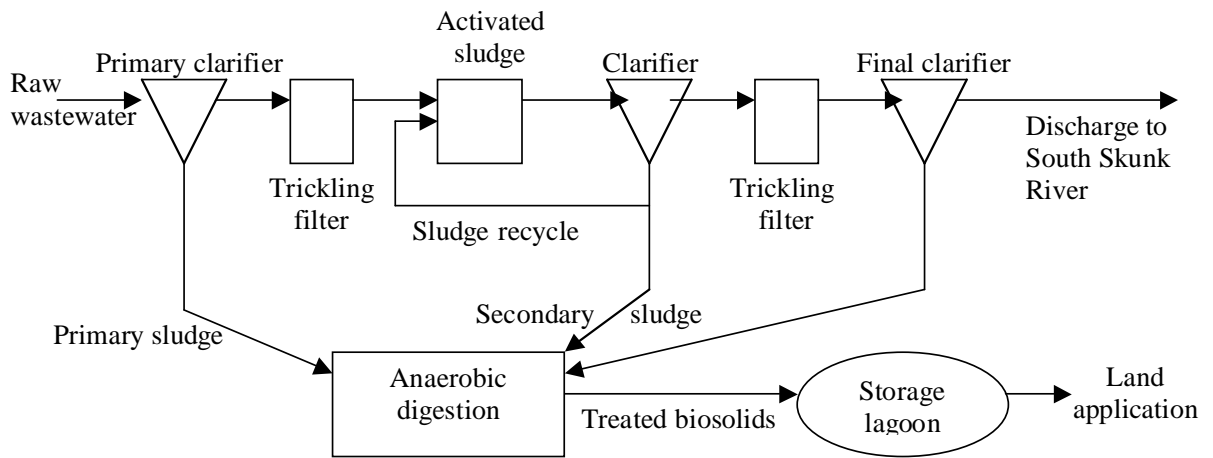 Activated
sludge
Primary clarifier
Clarifier
Final clarifier
Raw
wastewater
Trickling
filter
Sludge recycle
Trickling
filter
Discharge to
South Skunk
River
Primary sludge
Secondary sludge
Anaerobic
digestion
Treated biosolids
Storage
lagoon
Land
application